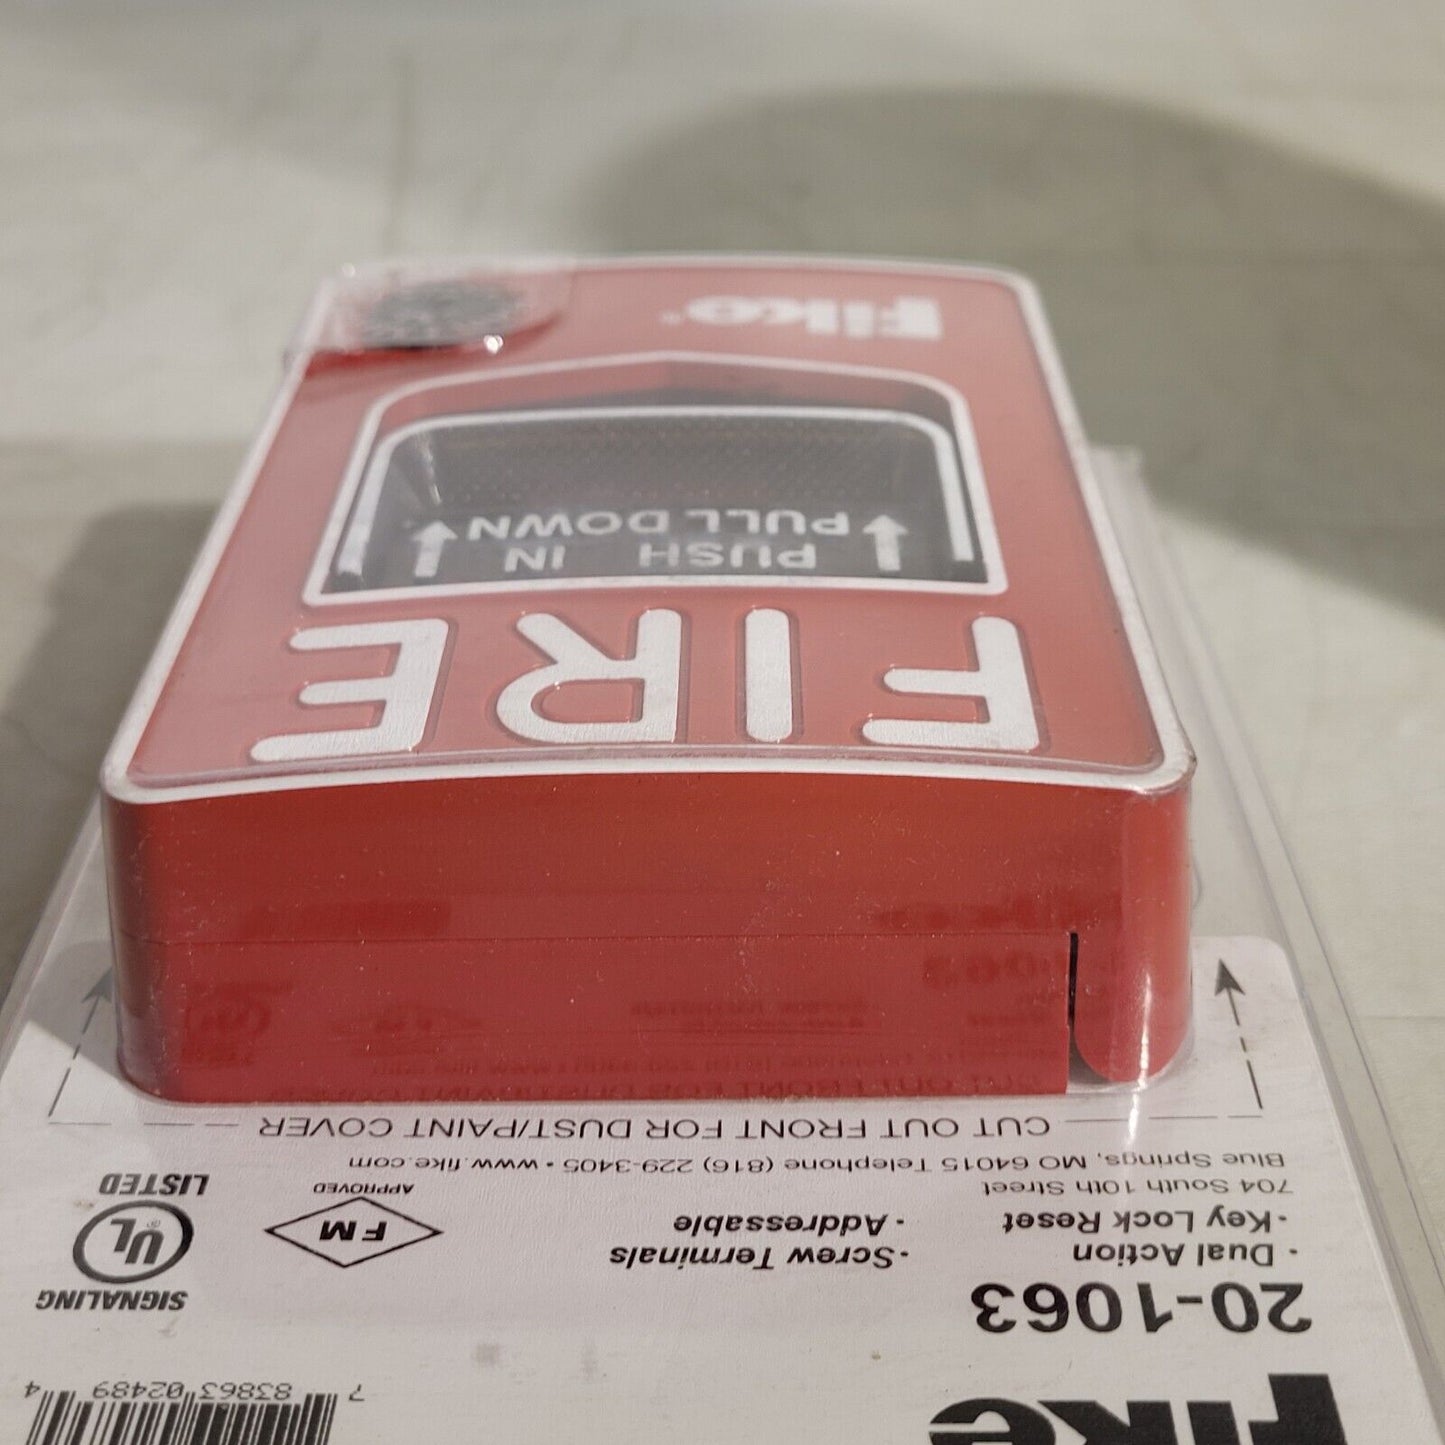 Fike
20-1063
· Dual Action
· Screw Terminals
· Key Lock Reset
· Addressable
704 South 10th Street
Blue Springs, MO 64015 Telephone (816) 229-3405 • www.fike.com
SIGNALING
UL®
LISTED
FM
APPROVED
7 83863 02489 4
CUT OUT FRONT FOR DUST/PAINT COVER
FIRE
PUSH IN
PULL DOWN
Fike®